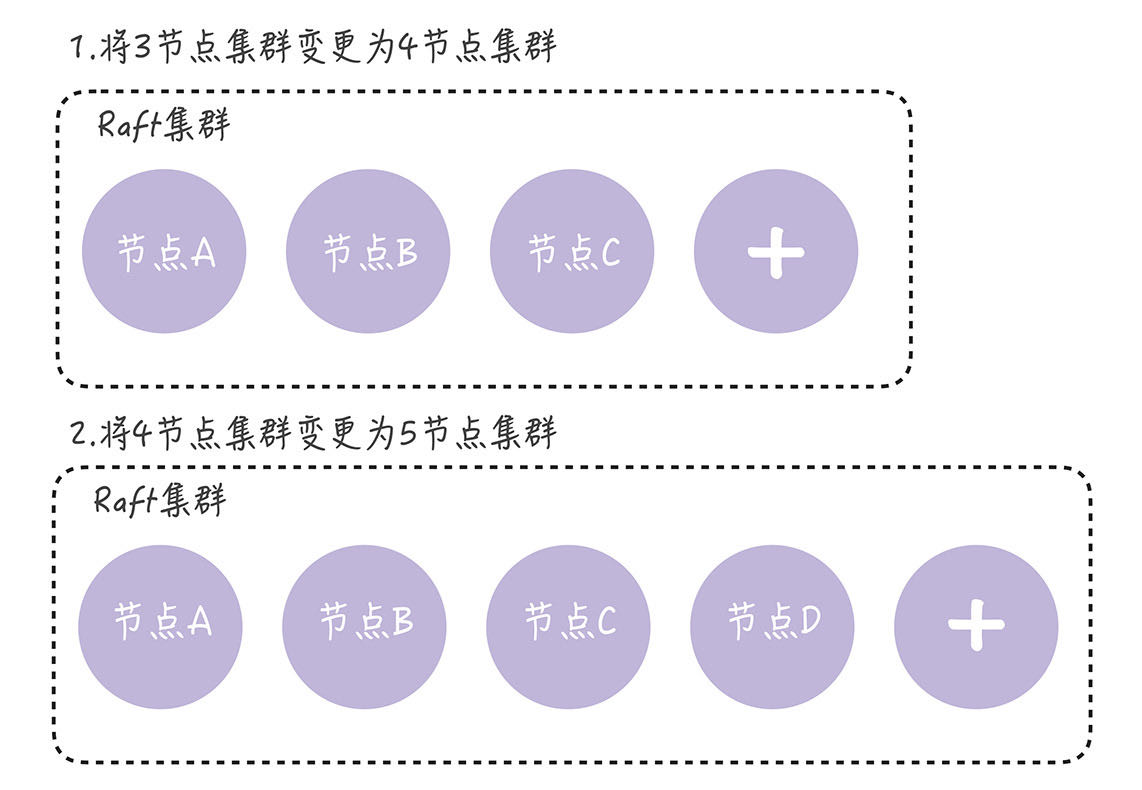 1.将3节点集群变更为4节点集群
Raft集群
节点A 节点B 节点C +
2.将4节点集群变更为5节点集群
Raft集群
节点A 节点B 节点C 节点D +